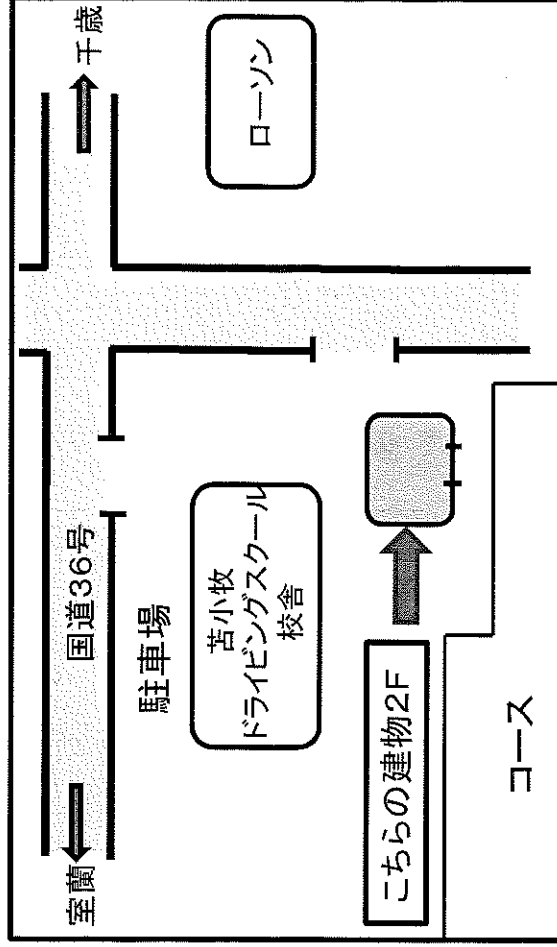 室蘭
国道36号
千歳
駐車場
苫小牧
ドライビングスクール
校舎
ローソン
こちらの建物2F
コース